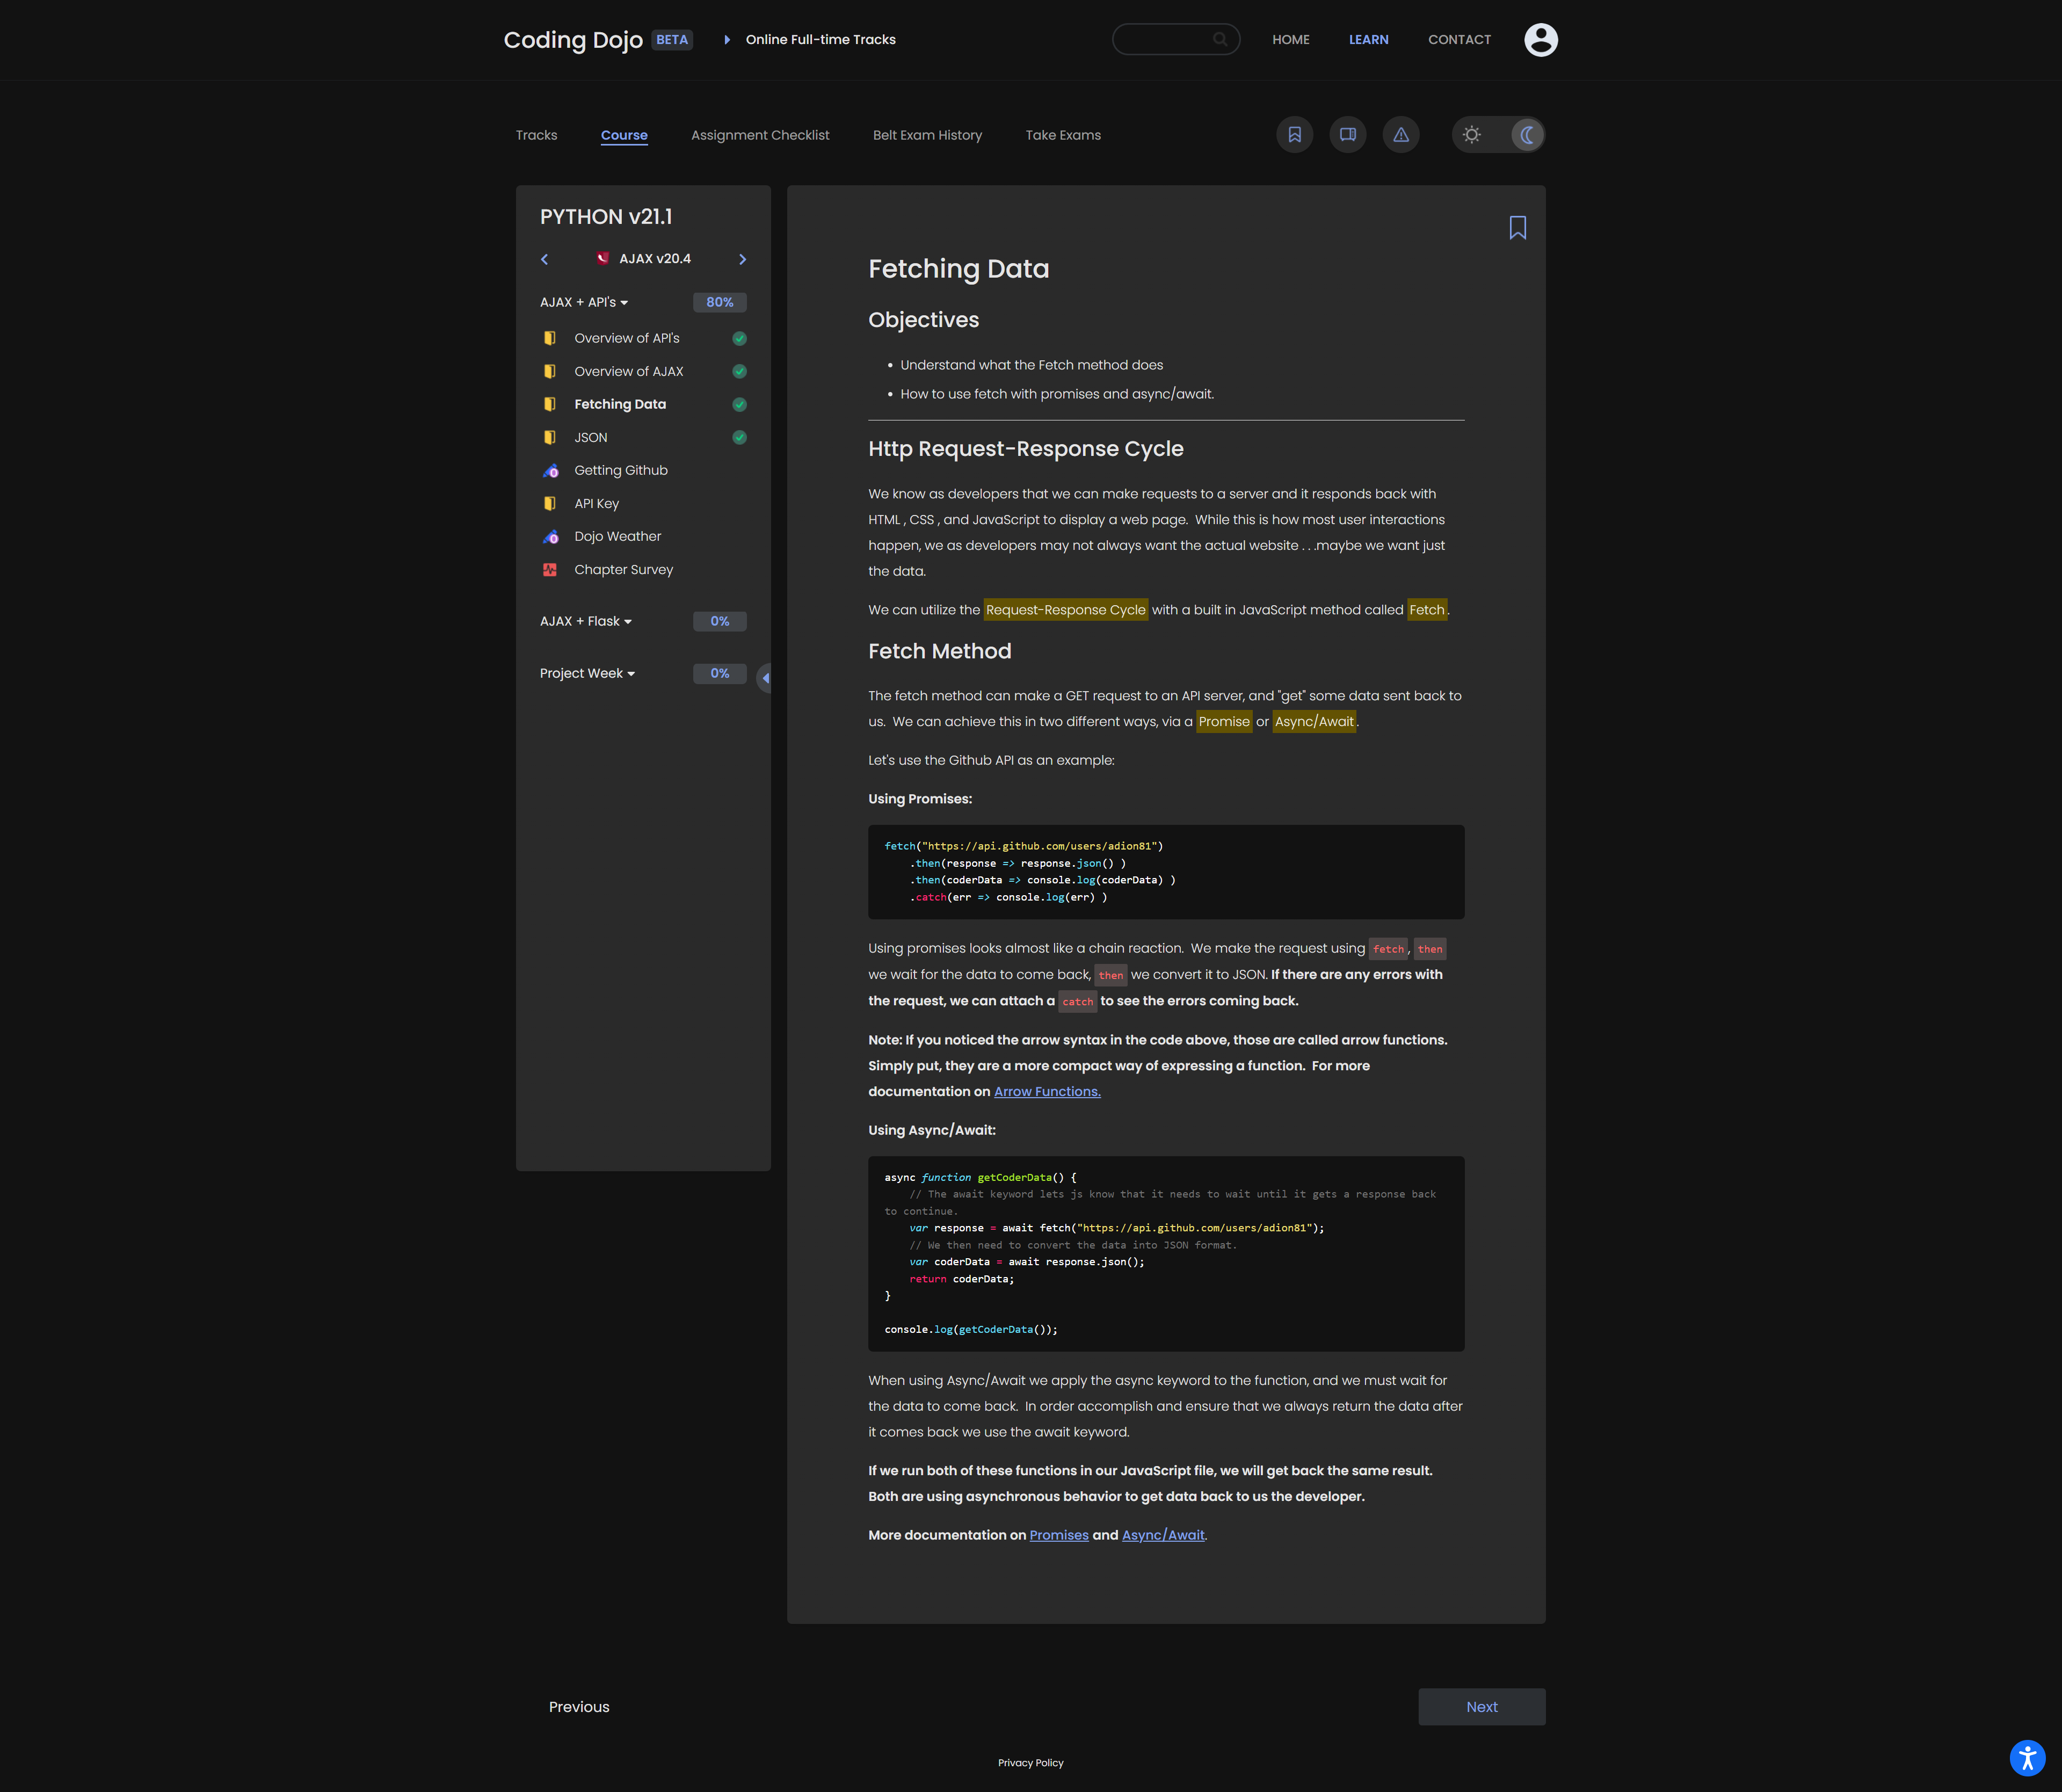 Coding Dojo BETA Online Full-time Tracks HOME LEARN CONTACT
Tracks Course Assignment Checklist Belt Exam History Take Exams
PYTHON v21.1
AJAX v20.4
AJAX + API's 80%
Overview of API's
Overview of AJAX
Fetching Data
JSON
Getting Github
API Key
Dojo Weather
Chapter Survey
AJAX + Flask 0%
Project Week 0%
Fetching Data
Objectives
• Understand what the Fetch method does
• How to use fetch with promises and async/await.
Http Request-Response Cycle
We know as developers that we can make requests to a server and it responds back with
HTML , CSS , and JavaScript to display a web page.  While this is how most user interactions
happen, we as developers may not always want the actual website . . .maybe we want just
the data.
We can utilize the Request-Response Cycle with a built in JavaScript method called Fetch.
Fetch Method
The fetch method can make a GET request to an API server, and "get" some data sent back to
us.  We can achieve this in two different ways, via a Promise or Async/Await.
Let's use the Github API as an example:
Using Promises:
fetch("https://api.github.com/users/adion81")
    .then(response => response.json() )
    .then(coderData => console.log(coderData) )
    .catch(err => console.log(err) )
Using promises looks almost like a chain reaction.  We make the request using fetch, then
we wait for the data to come back, then we convert it to JSON. If there are any errors with
the request, we can attach a catch to see the errors coming back.
Note: If you noticed the arrow syntax in the code above, those are called arrow functions.
Simply put, they are a more compact way of expressing a function.  For more
documentation on Arrow Functions.
Using Async/Await:
async function getCoderData() {
    // The await keyword lets js know that it needs to wait until it gets a response back
to continue.
    var response = await fetch("https://api.github.com/users/adion81");
    // We then need to convert the data into JSON format.
    var coderData = await response.json();
    return coderData;
}
console.log(getCoderData());
When using Async/Await we apply the async keyword to the function, and we must wait for
the data to come back.  In order accomplish and ensure that we always return the data after
it comes back we use the await keyword.
If we run both of these functions in our JavaScript file, we will get back the same result.
Both are using asynchronous behavior to get data back to us the developer.
More documentation on Promises and Async/Await.
Previous Next
Privacy Policy